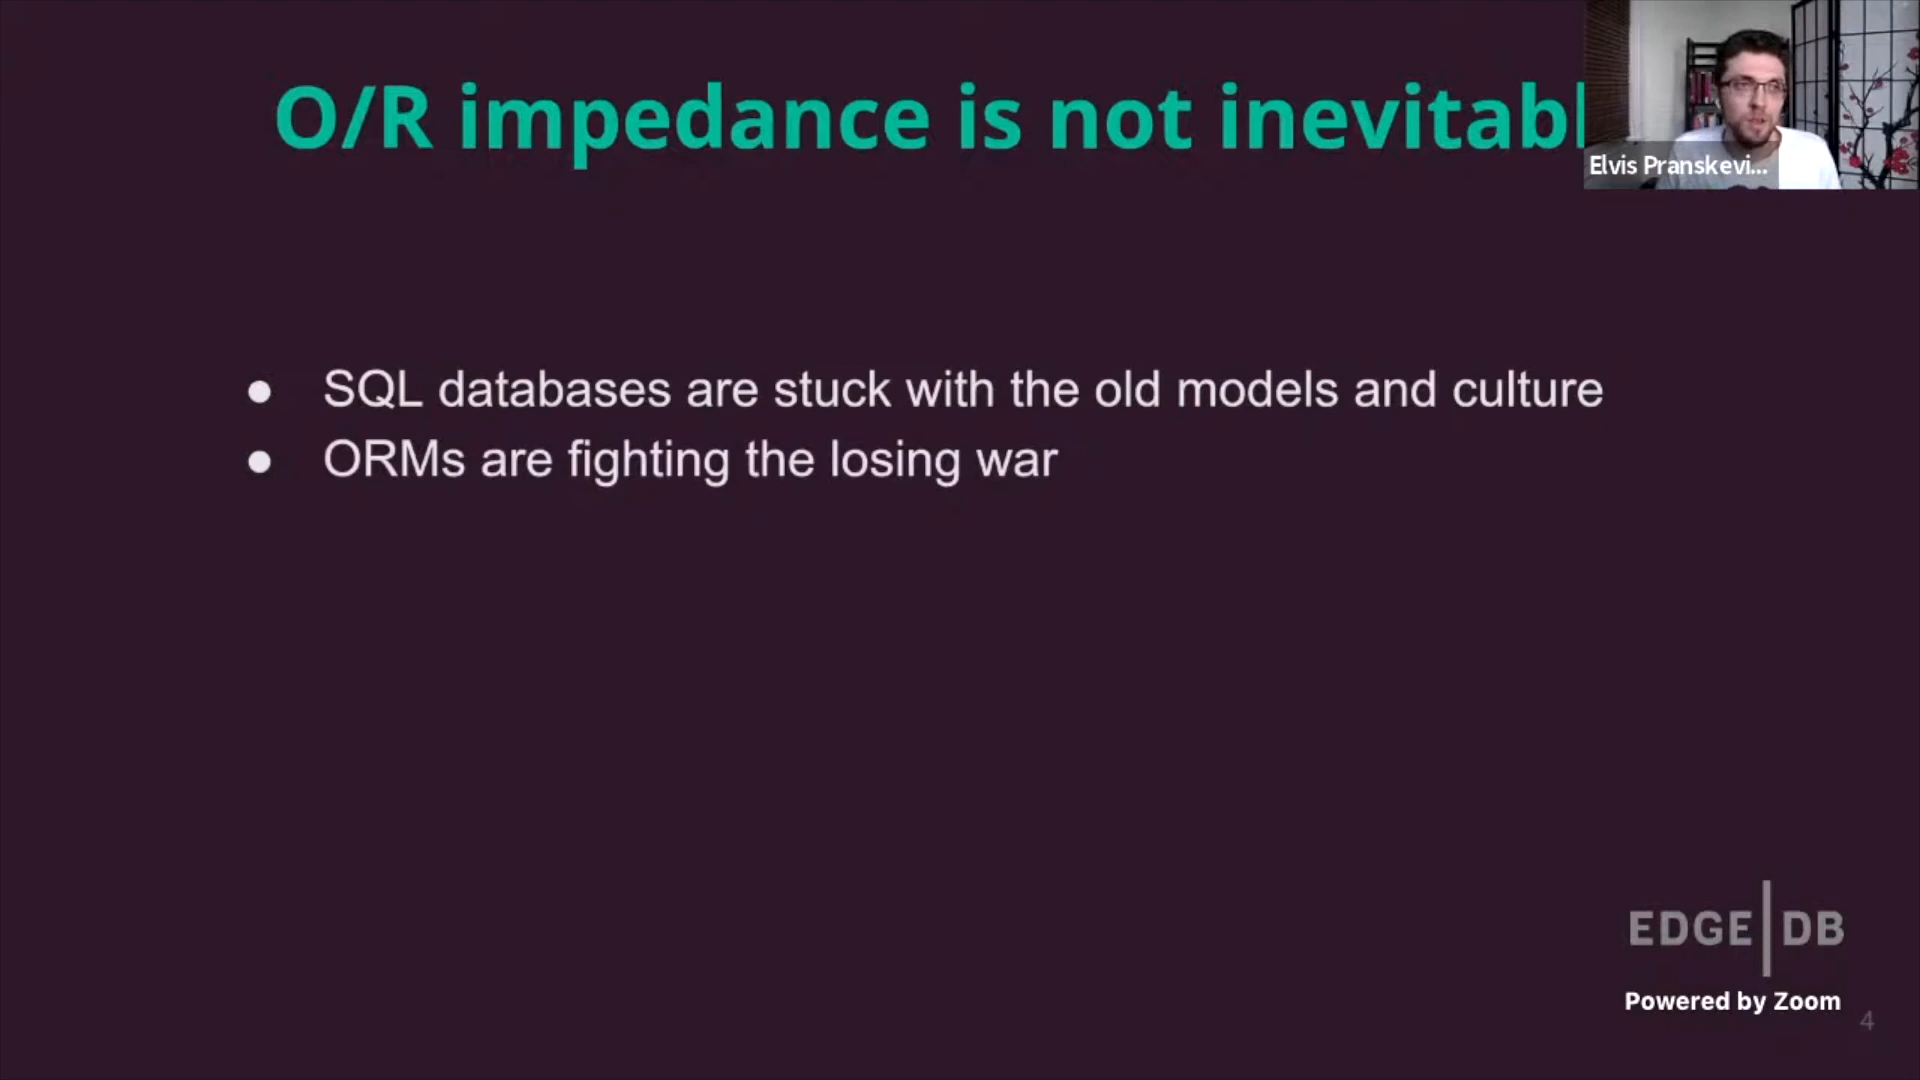 O/R impedance is not inevitabl
Elvis Pranskevi...
● SQL databases are stuck with the old models and culture
● ORMs are fighting the losing war
EDGE|DB
Powered by Zoom
4